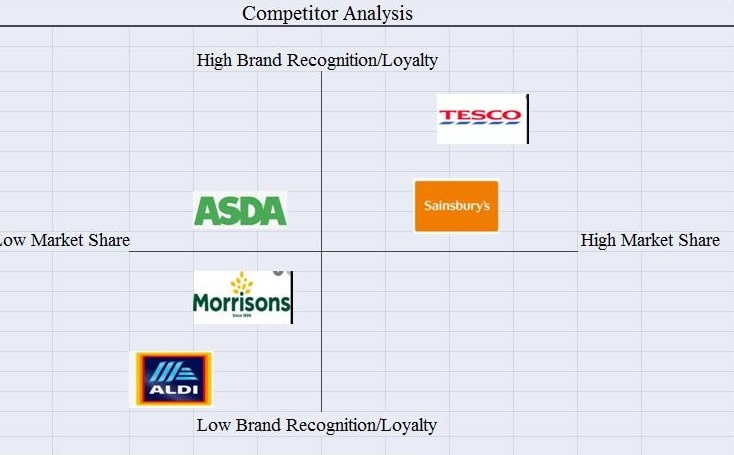 Competitor Analysis
High Brand Recognition/Loyalty
TESCO
ASDA
Sainsbury's
ow Market Share
High Market Share
Morrisons
Since 1899
ALDI
Low Brand Recognition/Loyalty